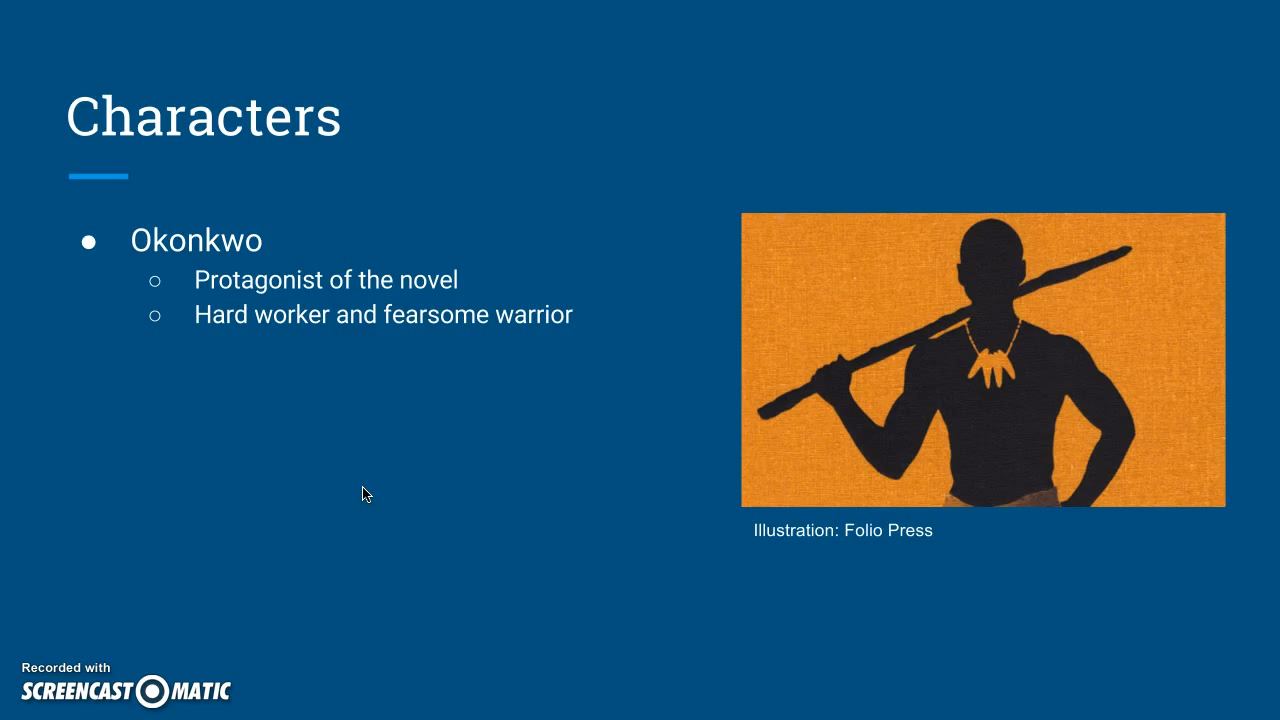 Characters
Okonkwo
Protagonist of the novel
Hard worker and fearsome warrior
Illustration: Folio Press
Recorded with
SCREENCAST MATIC